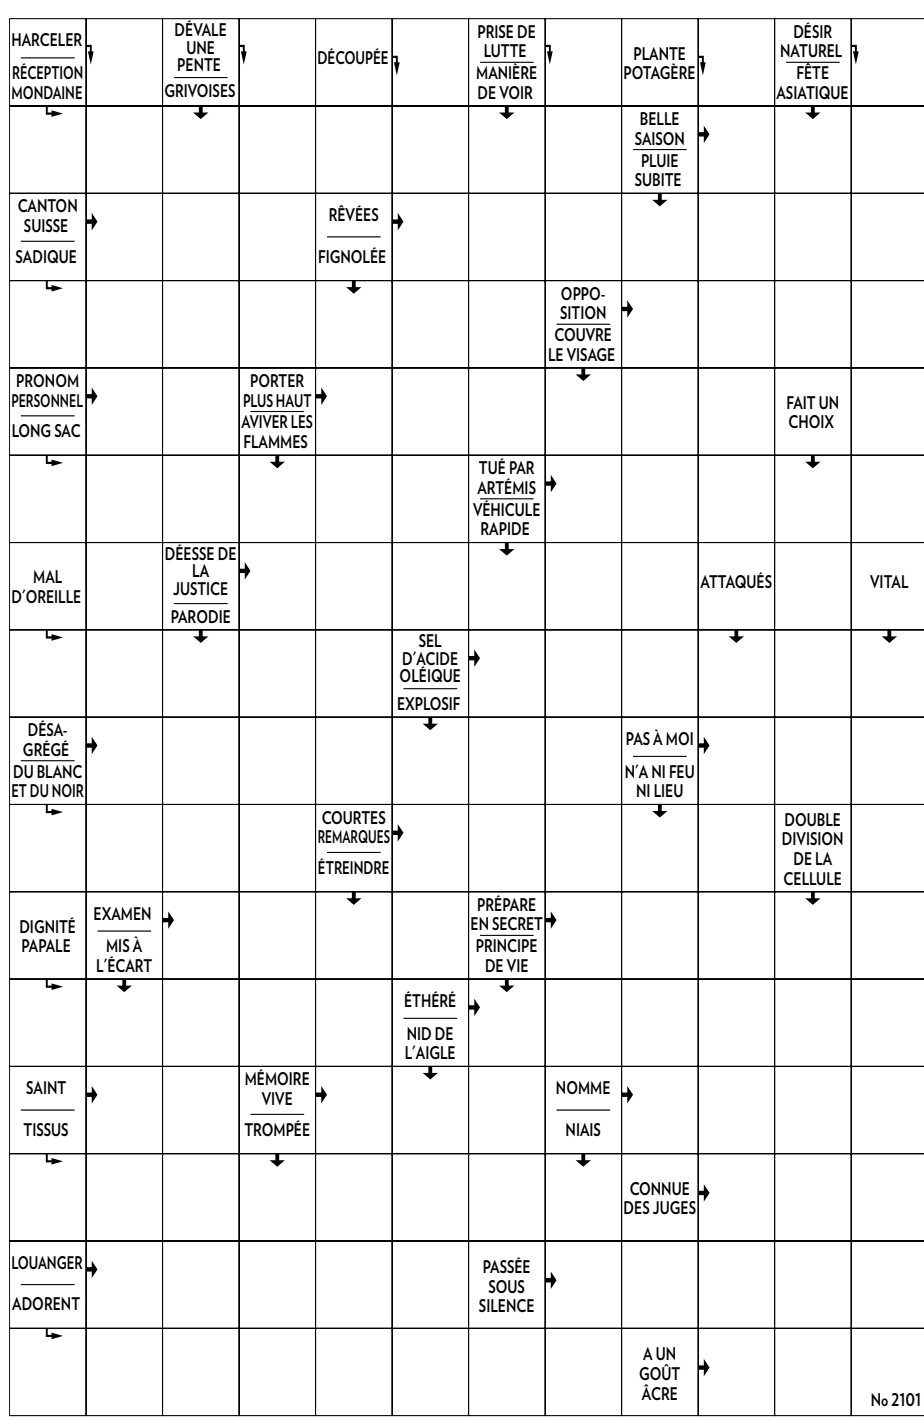 HARCELER
RÉCEPTION
MONDAINE
DÉVALE
UNE
PENTE
GRIVOISES
DÉCOUPÉE
PRISE DE
LUTTE
MANIÈRE
DE VOIR
PLANTE
POTAGÈRE
DÉSIR
NATUREL
FÊTE
ASIATIQUE
BELLE
SAISON
PLUIE
SUBITE
CANTON
SUISSE
SADIQUE
RÊVÉES
FIGNOLÉE
OPPO-
SITION
COUVRE
LE VISAGE
PRONOM
PERSONNEL
LONG SAC
PORTER
PLUS HAUT
AVIVER LES
FLAMMES
FAIT UN
CHOIX
TUÉ PAR
ARTÉMIS
VÉHICULE
RAPIDE
MAL
D'OREILLE
DÉESSE DE
LA
JUSTICE
PARODIE
ATTAQUÉS
VITAL
SEL
D'ACIDE
OLÉIQUE
EXPLOSIF
DÉSA-
GRÉGÉ
DU BLANC
ET DU NOIR
PAS À MOI
N'A NI FEU
NI LIEU
COURTES
REMARQUES
ÉTREINDRE
DOUBLE
DIVISION
DE LA
CELLULE
DIGNITÉ
PAPALE
EXAMEN
MIS À
L'ÉCART
PRÉPARE
EN SECRET
PRINCIPE
DE VIE
ÉTHÉRÉ
NID DE
L'AIGLE
SAINT
TISSUS
MÉMOIRE
VIVE
TROMPÉE
NOMME
NIAIS
CONNUE
DES JUGES
LOUANGER
ADORENT
PASSÉE
SOUS
SILENCE
A UN
GOÛT
ÂCRE
No 2101